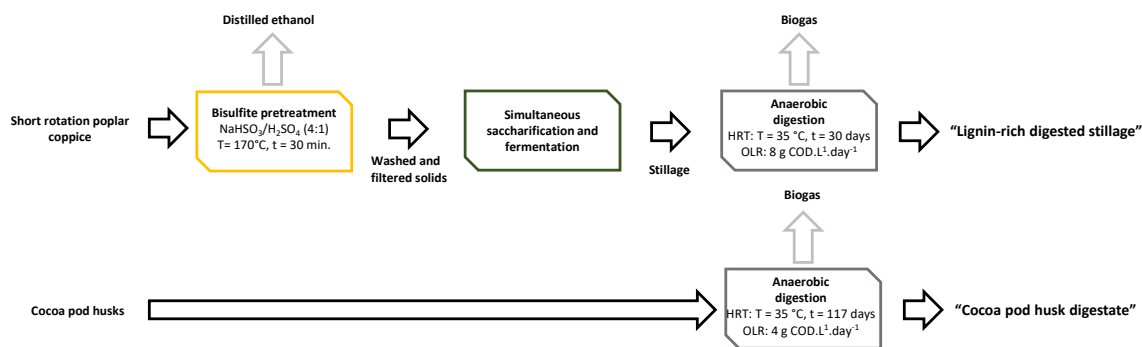 Distilled ethanol
Biogas
Short rotation poplar
coppice
Bisulfite pretreatment
NaHSO₃/H₂SO₄ (4:1)
T= 170°C, t = 30 min.
Washed and
filtered solids
Simultaneous
saccharification and
fermentation
Stillage
Anaerobic
digestion
HRT: T = 35 °C, t = 30 days
OLR: 8 g COD.L¹.day⁻¹
“Lignin-rich digested stillage”
Biogas
Cocoa pod husks
Anaerobic
digestion
HRT: T = 35 °C, t = 117 days
OLR: 4 g COD.L¹.day⁻¹
“Cocoa pod husk digestate”